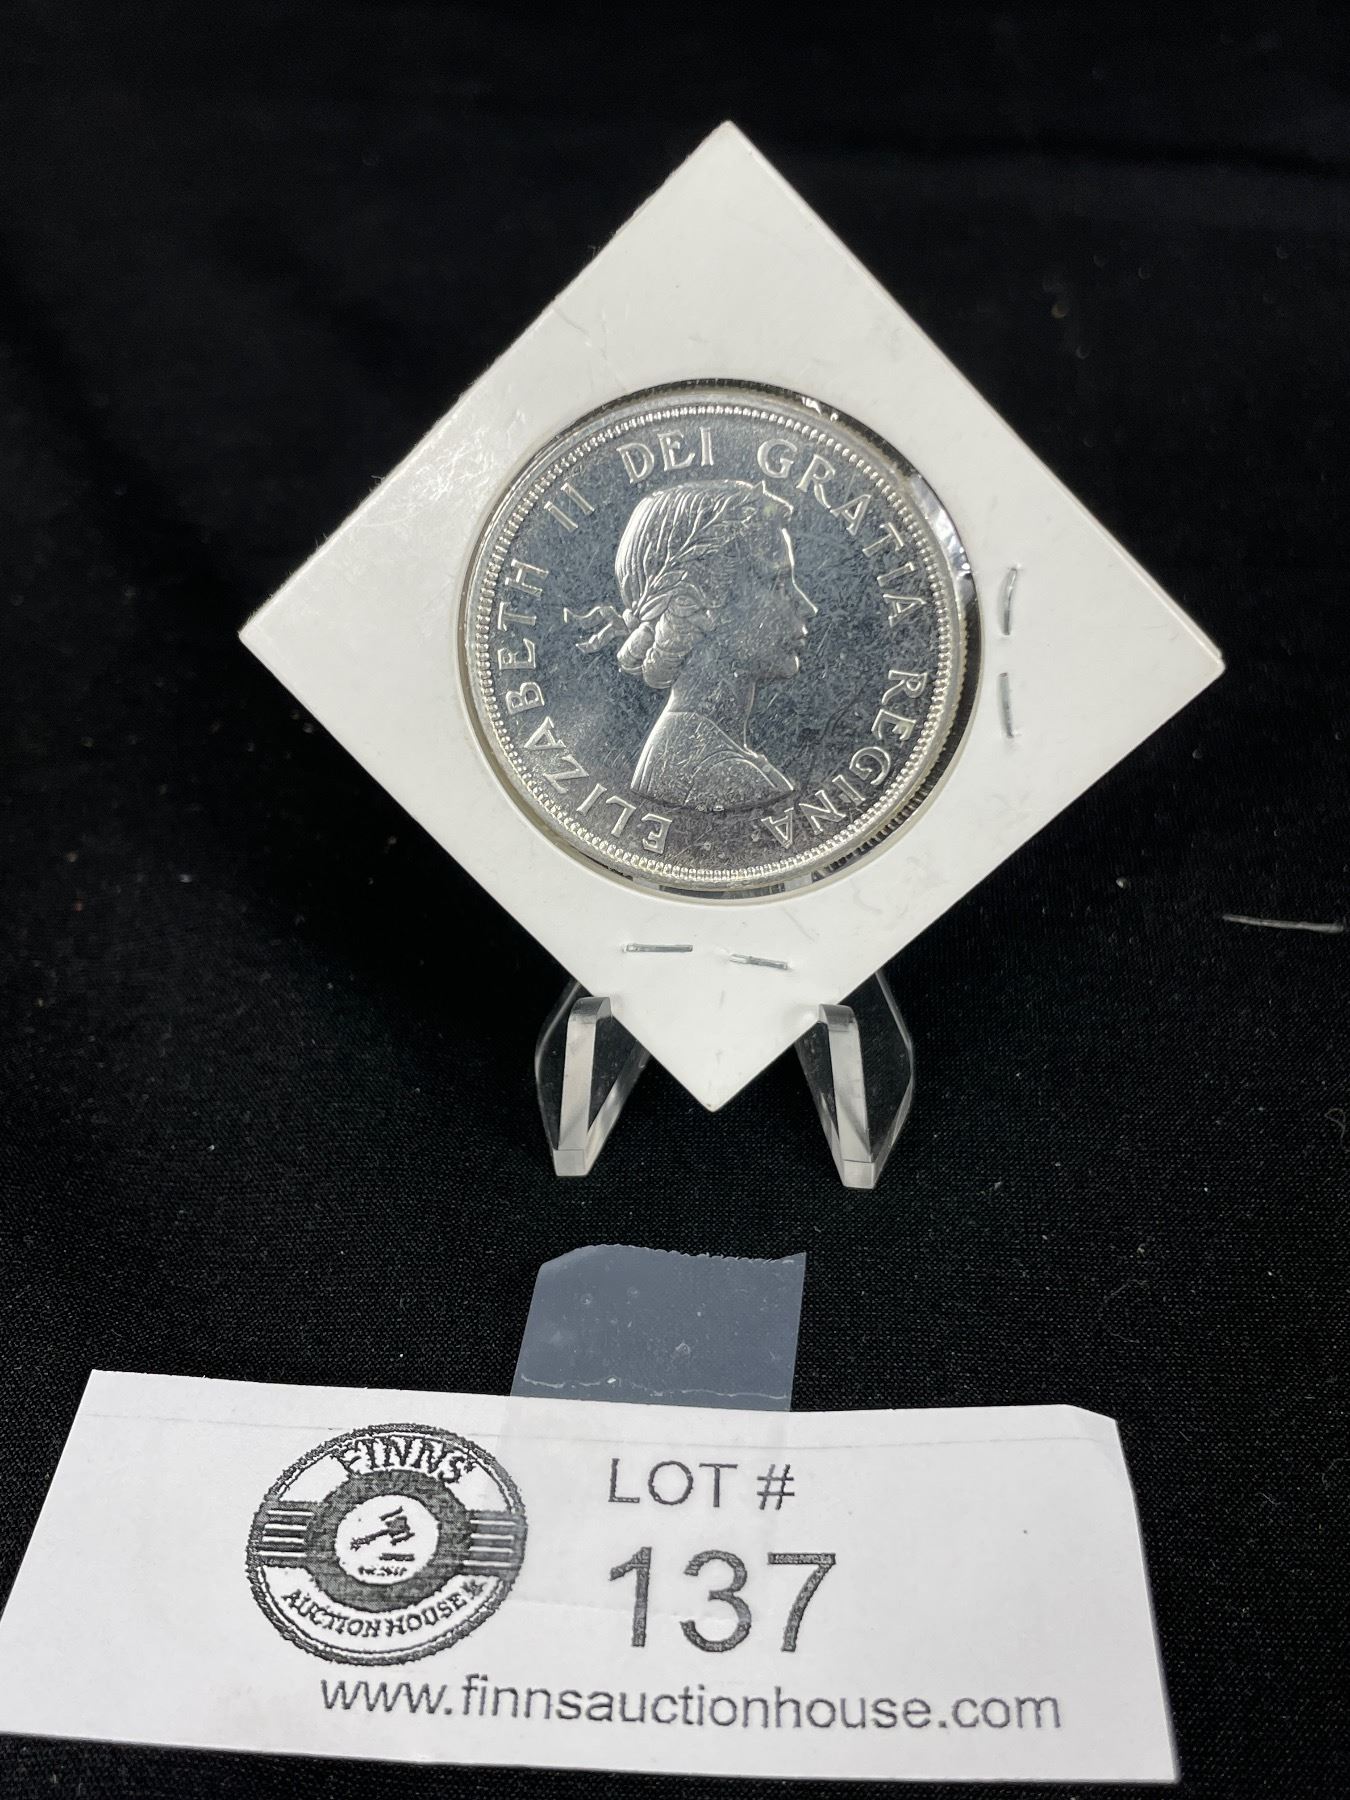 ELIZABETH II DEI GRATIA REGINA
FINNS
AUCTION HOUSE
LOT #
137
www.finnsauctionhouse.com